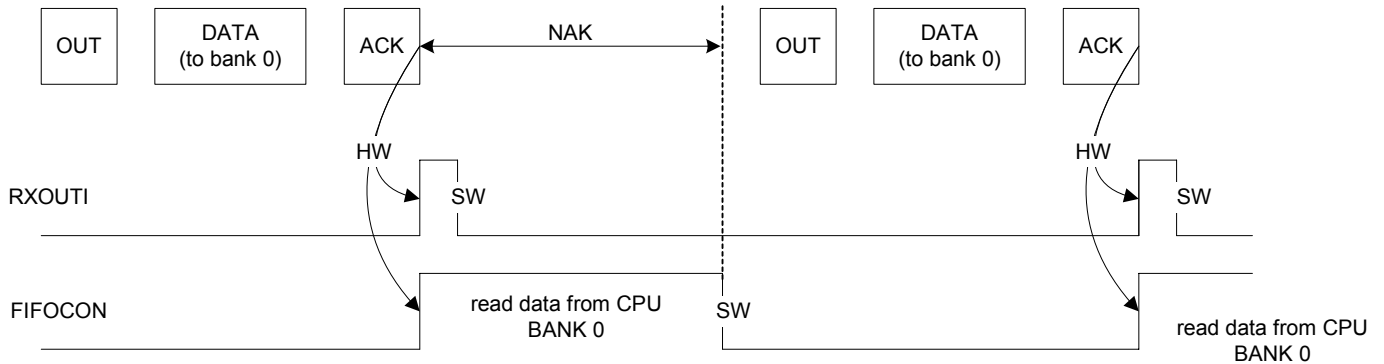 OUT
DATA
(to bank 0)
ACK
NAK
OUT
DATA
(to bank 0)
ACK
HW
HW
RXOUTI
SW
SW
FIFOCON
read data from CPU
BANK 0
SW
read data from CPU
BANK 0